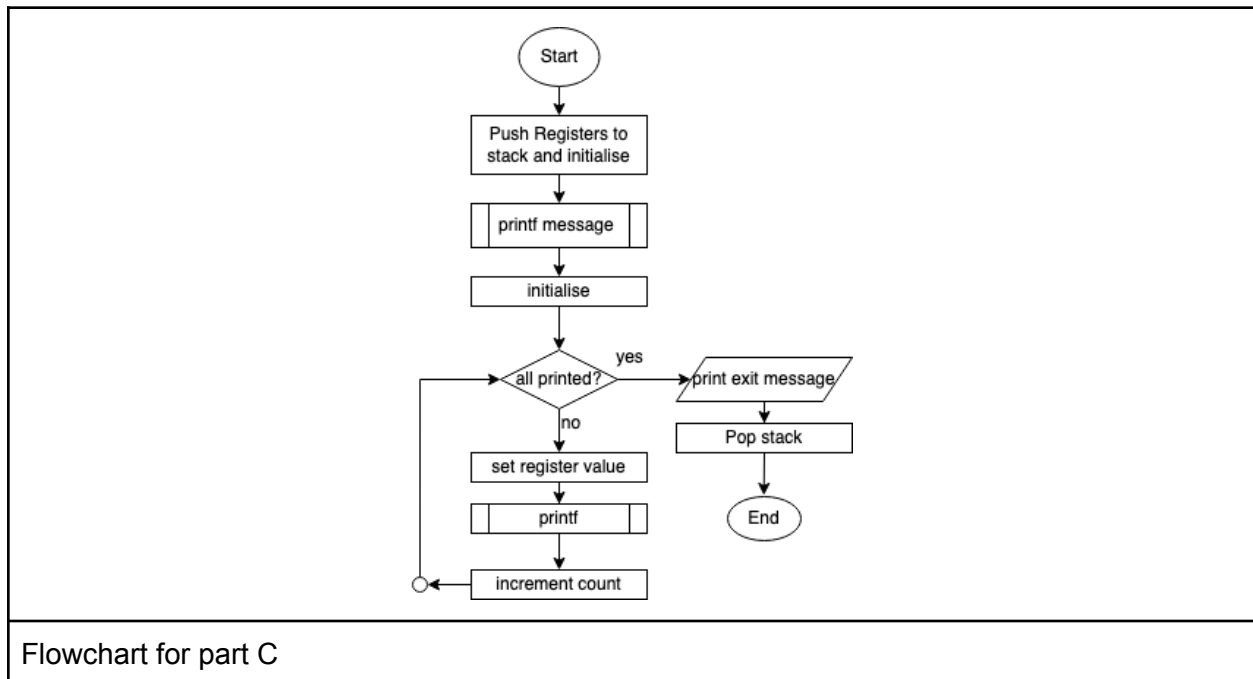 Start
Push Registers to
stack and initialise
printf message
initialise
all printed?
yes
print exit message
no
Pop stack
set register value
printf
End
increment count
Flowchart for part C